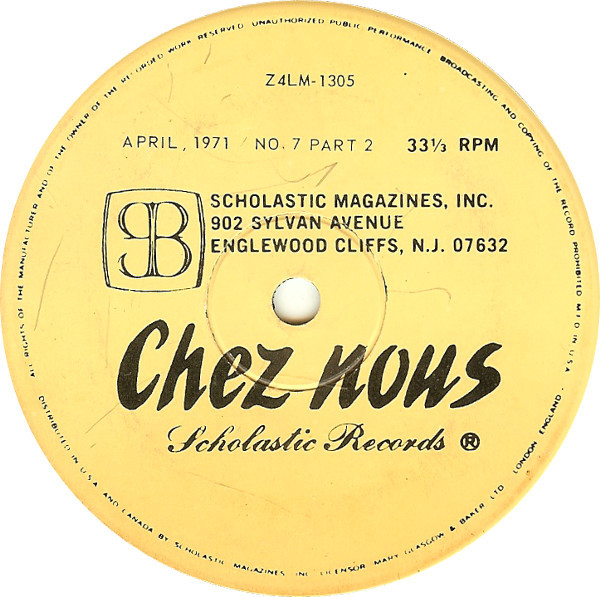 ALL RIGHTS OF THE MANUFACTURER AND OF THE OWNER OF THE RECORDED WORK RESERVED. UNAUTHORIZED PUBLIC PERFORMANCE BROADCASTING AND COPYING OF THE RECORD PROHIBITED. M'F'D IN U.S.A.
Z4LM-1305
APRIL, 1971 NO. 7 PART 2 33⅓ RPM
SCHOLASTIC MAGAZINES, INC.
902 SYLVAN AVENUE
ENGLEWOOD CLIFFS, N.J. 07632
Chez nous
Scholastic Records ®
DISTRIBUTED IN U.S.A. AND CANADA BY SCHOLASTIC MAGAZINES, INC. LICENSOR, MARY GLASGOW & BAKER LTD. LONDON ENGLAND.